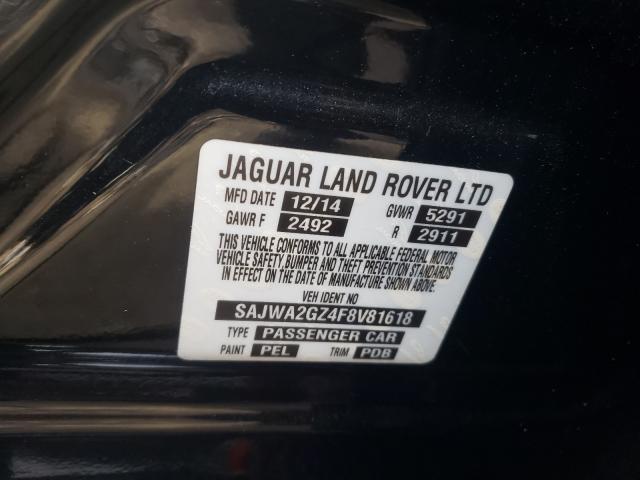 JAGUAR LAND ROVER LTD
MFD DATE 12/14 GVWR 5291
GAWR F 2492 R 2911
THIS VEHICLE CONFORMS TO ALL APPLICABLE FEDERAL MOTOR
VEHICLE SAFETY BUMPER AND THEFT PREVENTION STANDARDS
IN EFFECT ON THE DATE OF MANUFACTURE SHOWN ABOVE.
VEH IDENT NO
SAJWA2GZ4F8V81618
TYPE PASSENGER CAR
PAINT PEL TRIM PDB